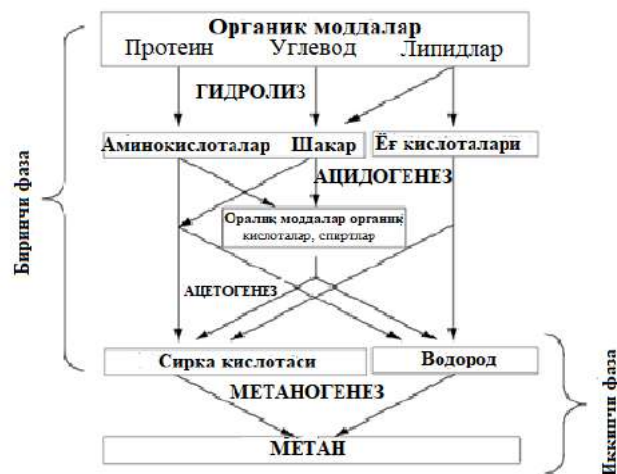 Органик моддалар
Протеин Углевод Липидлар
ГИДРОЛИЗ
Аминокислоталар Шакар
Ёғ кислоталари
АЦИДОГЕНЕЗ
Оралиқ моддалар органик
кислоталар, спиртлар
АЦЕТОГЕНЕЗ
Сирка кислотаси
Водород
МЕТАНОГЕНЕЗ
МЕТАН
Биринчи фаза
Иккинчи фаза